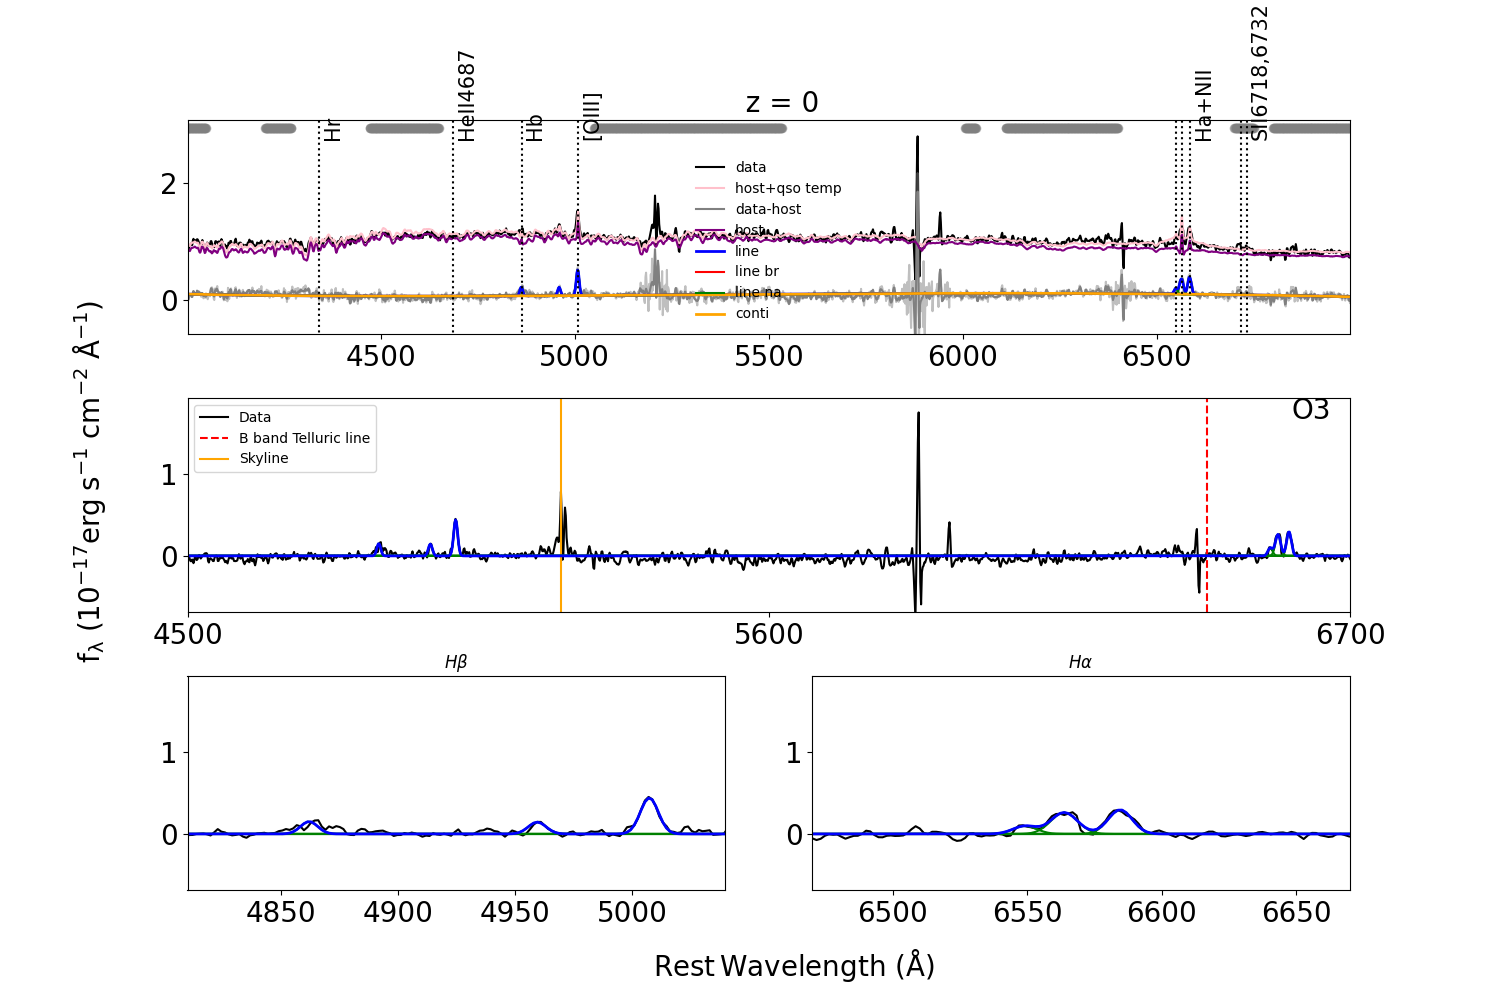 z = 0
Hr
HeII4687
Hb
[OIII]
Ha+NII
SII6718,6732
data
host+qso temp
data-host
host
line
line br
line na
conti
2
0
4500 5000 5500 6000 6500
O3
Data
B band Telluric line
Skyline
1
0
4500 5600 6700
fλ (10−17erg s−1 cm−2 Å−1)
Hβ
1
0
4850 4900 4950 5000
Hα
1
0
6500 6550 6600 6650
Rest Wavelength (Å)